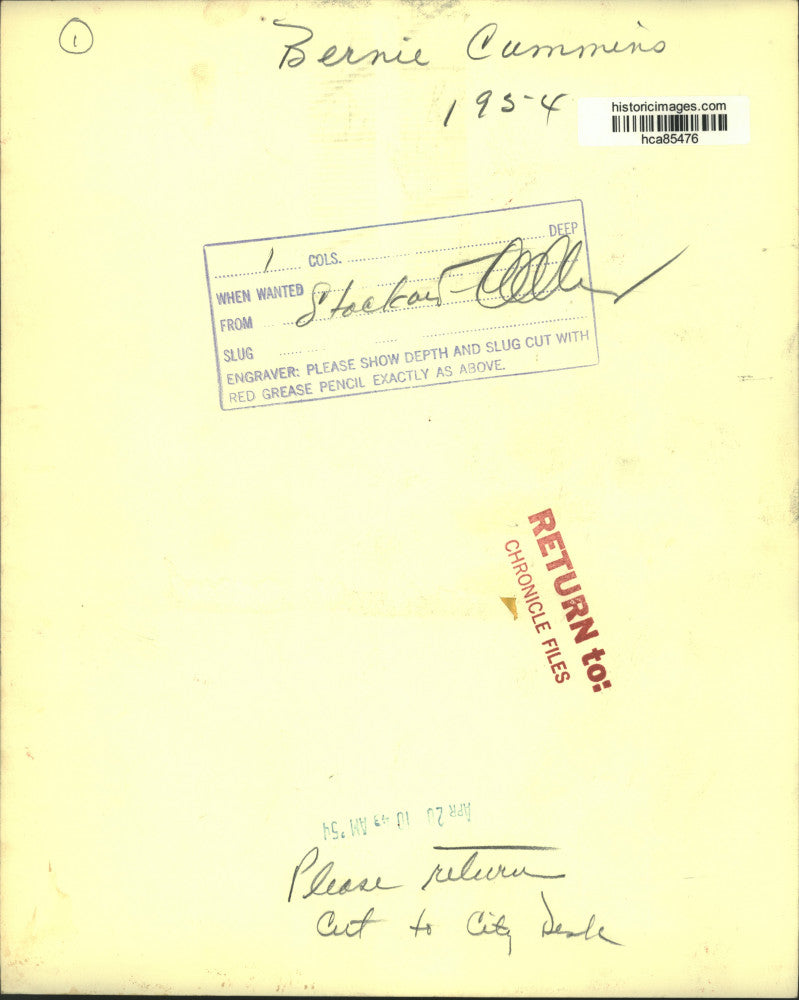 1
Bernie Cummins
1954
historicimages.com
hca85476
1 COLS. DEEP
WHEN WANTED
FROM
SLUG
ENGRAVER: PLEASE SHOW DEPTH AND SLUG CUT WITH
RED GREASE PENCIL EXACTLY AS ABOVE.
RETURN to:
CHRONICLE FILES
APR 20 10 43 AM '54
Please return
Cut to City Desk